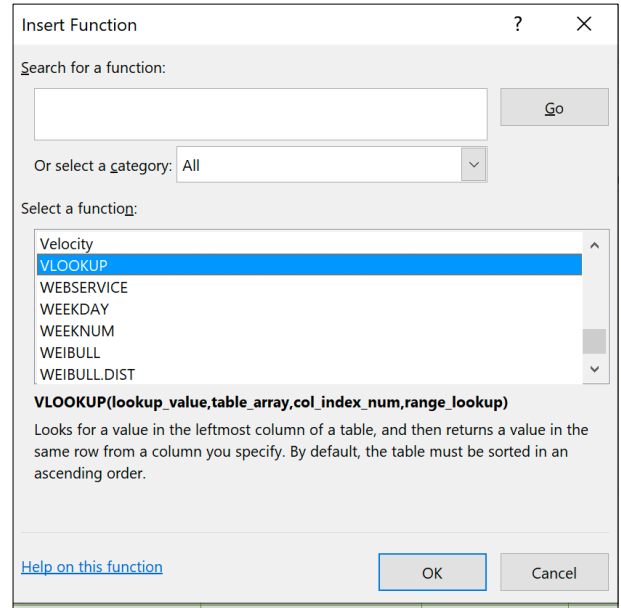 Insert Function ? ×
Search for a function:
Go
Or select a category: All
Select a function:
Velocity
VLOOKUP
WEBSERVICE
WEEKDAY
WEEKNUM
WEIBULL
WEIBULL.DIST
VLOOKUP(lookup_value,table_array,col_index_num,range_lookup)
Looks for a value in the leftmost column of a table, and then returns a value in the
same row from a column you specify. By default, the table must be sorted in an
ascending order.
Help on this function
OK
Cancel